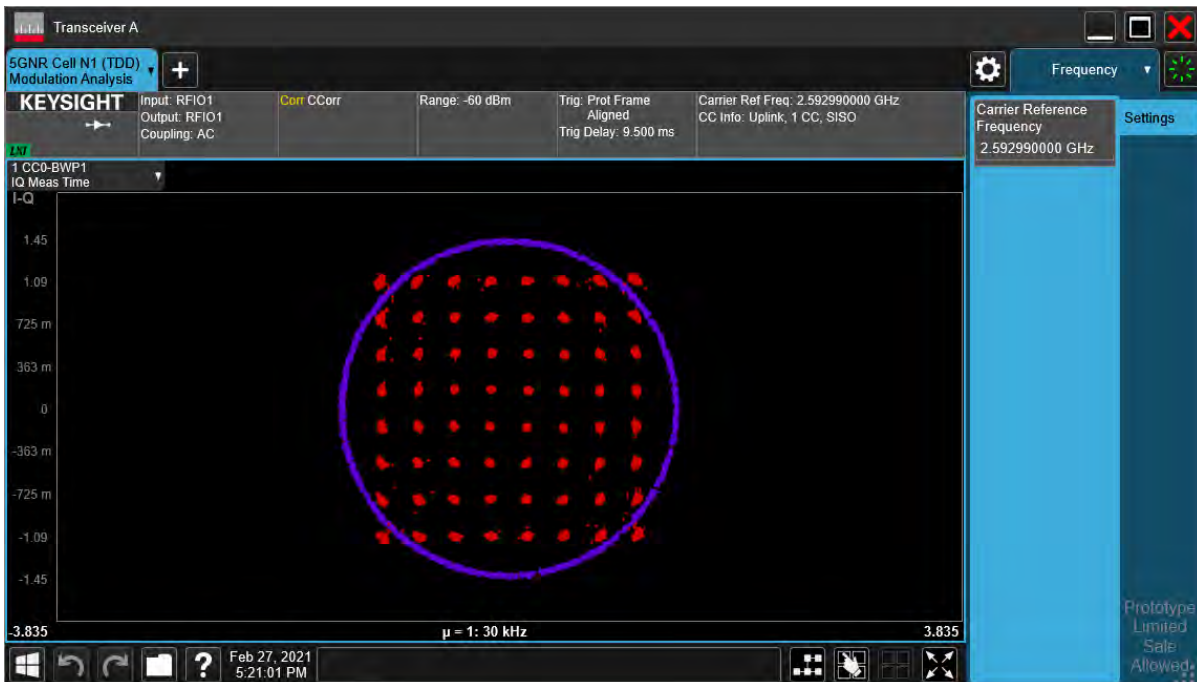 Transceiver A
5GNR Cell N1 (TDD)
Modulation Analysis
Frequency
KEYSIGHT
LXI
Input: RFIO1
Output: RFIO1
Coupling: AC
Corr CCorr
Range: -60 dBm
Trig: Prot Frame
Aligned
Trig Delay: 9.500 ms
Carrier Ref Freq: 2.592990000 GHz
CC Info: Uplink, 1 CC, SISO
Carrier Reference
Frequency
2.592990000 GHz
Settings
1 CC0-BWP1
IQ Meas Time
I-Q
1.45
1.09
725 m
363 m
0
-363 m
-725 m
-1.09
-1.45
-3.835
μ = 1: 30 kHz
3.835
Prototype
Limited
Sale
Allowed
?
Feb 27, 2021
5:21:01 PM